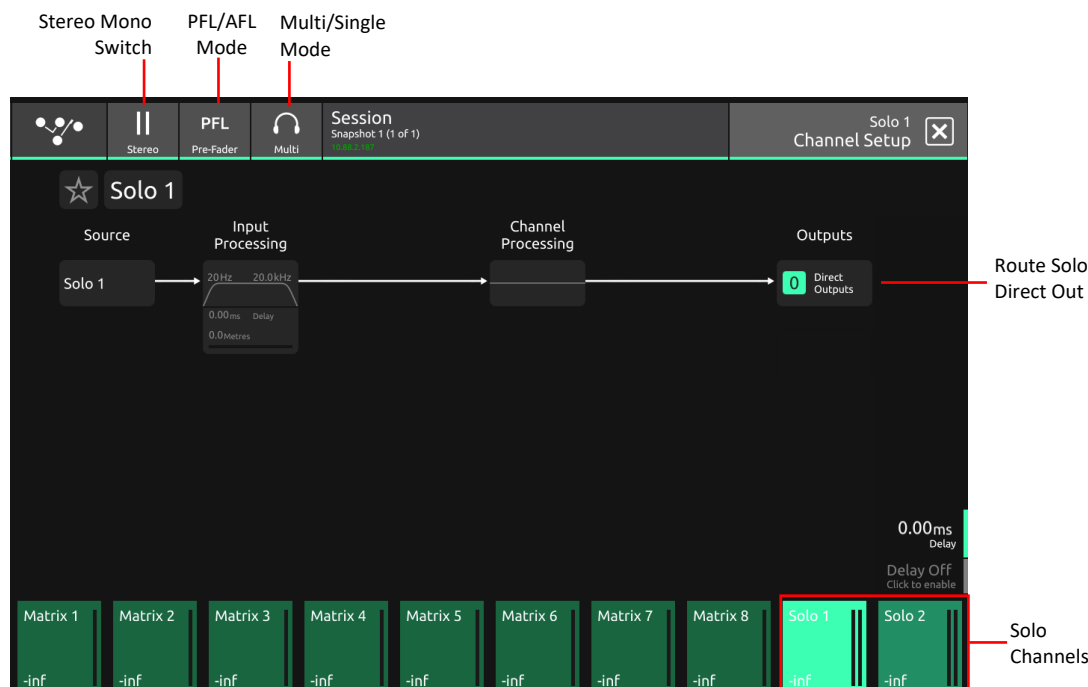 Stereo Mono
Switch
PFL/AFL
Mode
Multi/Single
Mode
Stereo
PFL
Pre-Fader
Multi
Session
Snapshot 1 (1 of 1)
10.88.2.187
Solo 1
Channel Setup
Solo 1
Source
Input
Processing
Channel
Processing
Outputs
Solo 1
20Hz 20.0kHz
0.00ms Delay
0.0Metres
0 Direct
Outputs
Route Solo
Direct Out
0.00ms
Delay
Delay Off
Click to enable
Matrix 1 Matrix 2 Matrix 3 Matrix 4 Matrix 5 Matrix 6 Matrix 7 Matrix 8 Solo 1 Solo 2
-inf -inf -inf -inf -inf -inf -inf -inf -inf -inf
Solo
Channels